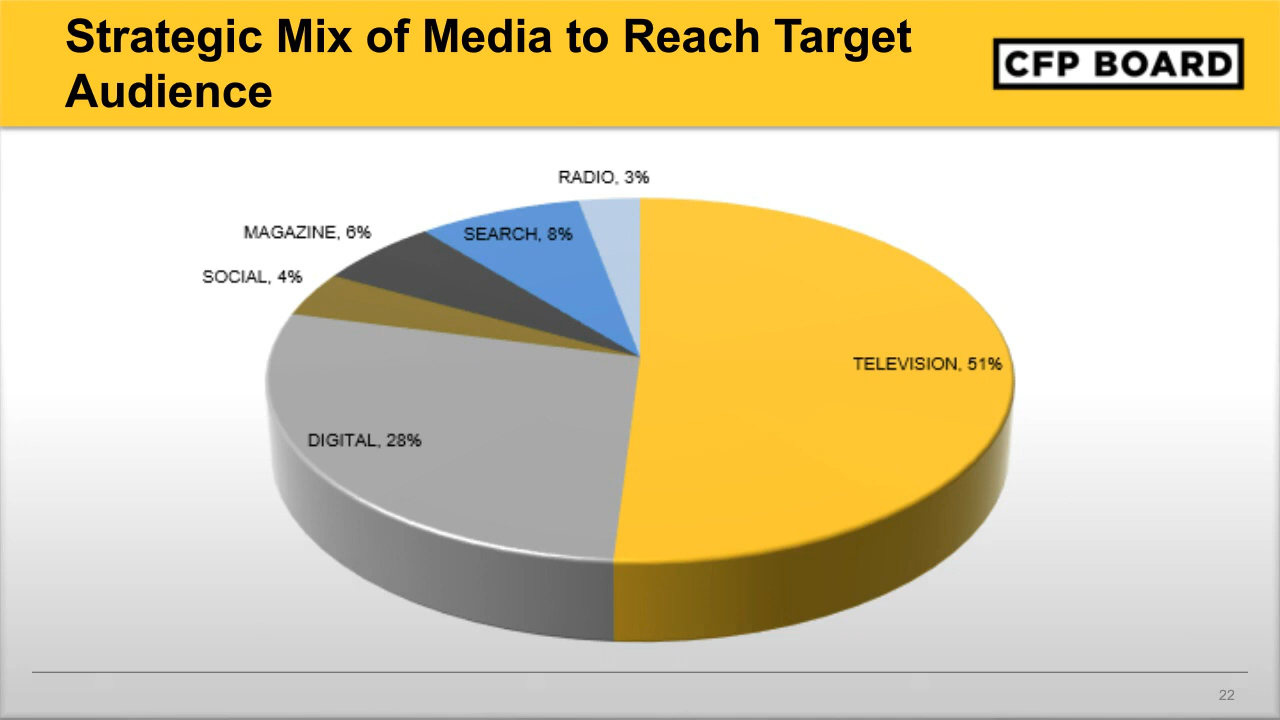 Strategic Mix of Media to Reach Target
Audience
CFP BOARD
RADIO, 3%
MAGAZINE, 6%
SEARCH, 8%
SOCIAL, 4%
TELEVISION, 51%
DIGITAL, 28%
22